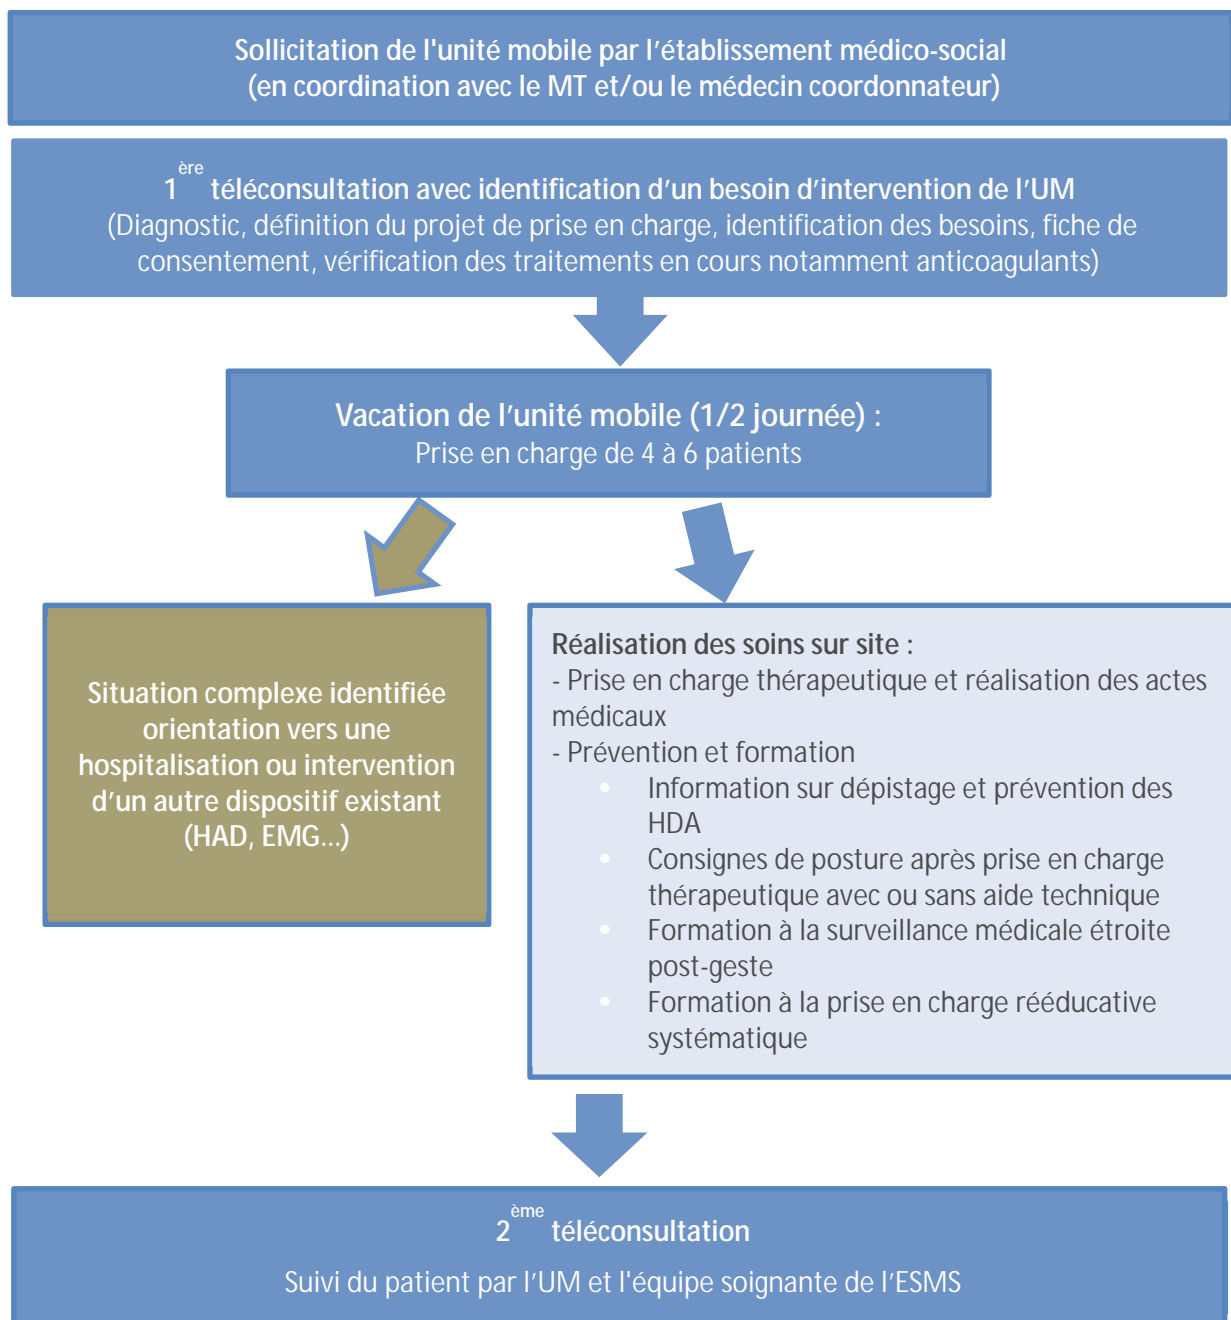 Sollicitation de l'unité mobile par l’établissement médico-social
(en coordination avec le MT et/ou le médecin coordonnateur)
1ère téléconsultation avec identification d’un besoin d’intervention de l’UM
(Diagnostic, définition du projet de prise en charge, identification des besoins, fiche de
consentement, vérification des traitements en cours notamment anticoagulants)
Vacation de l’unité mobile (1/2 journée) :
Prise en charge de 4 à 6 patients
Situation complexe identifiée
orientation vers une
hospitalisation ou intervention
d’un autre dispositif existant
(HAD, EMG…)
Réalisation des soins sur site :
- Prise en charge thérapeutique et réalisation des actes
médicaux
- Prévention et formation
• Information sur dépistage et prévention des
HDA
• Consignes de posture après prise en charge
thérapeutique avec ou sans aide technique
• Formation à la surveillance médicale étroite
post-geste
• Formation à la prise en charge rééducative
systématique
2ème téléconsultation
Suivi du patient par l’UM et l'équipe soignante de l’ESMS